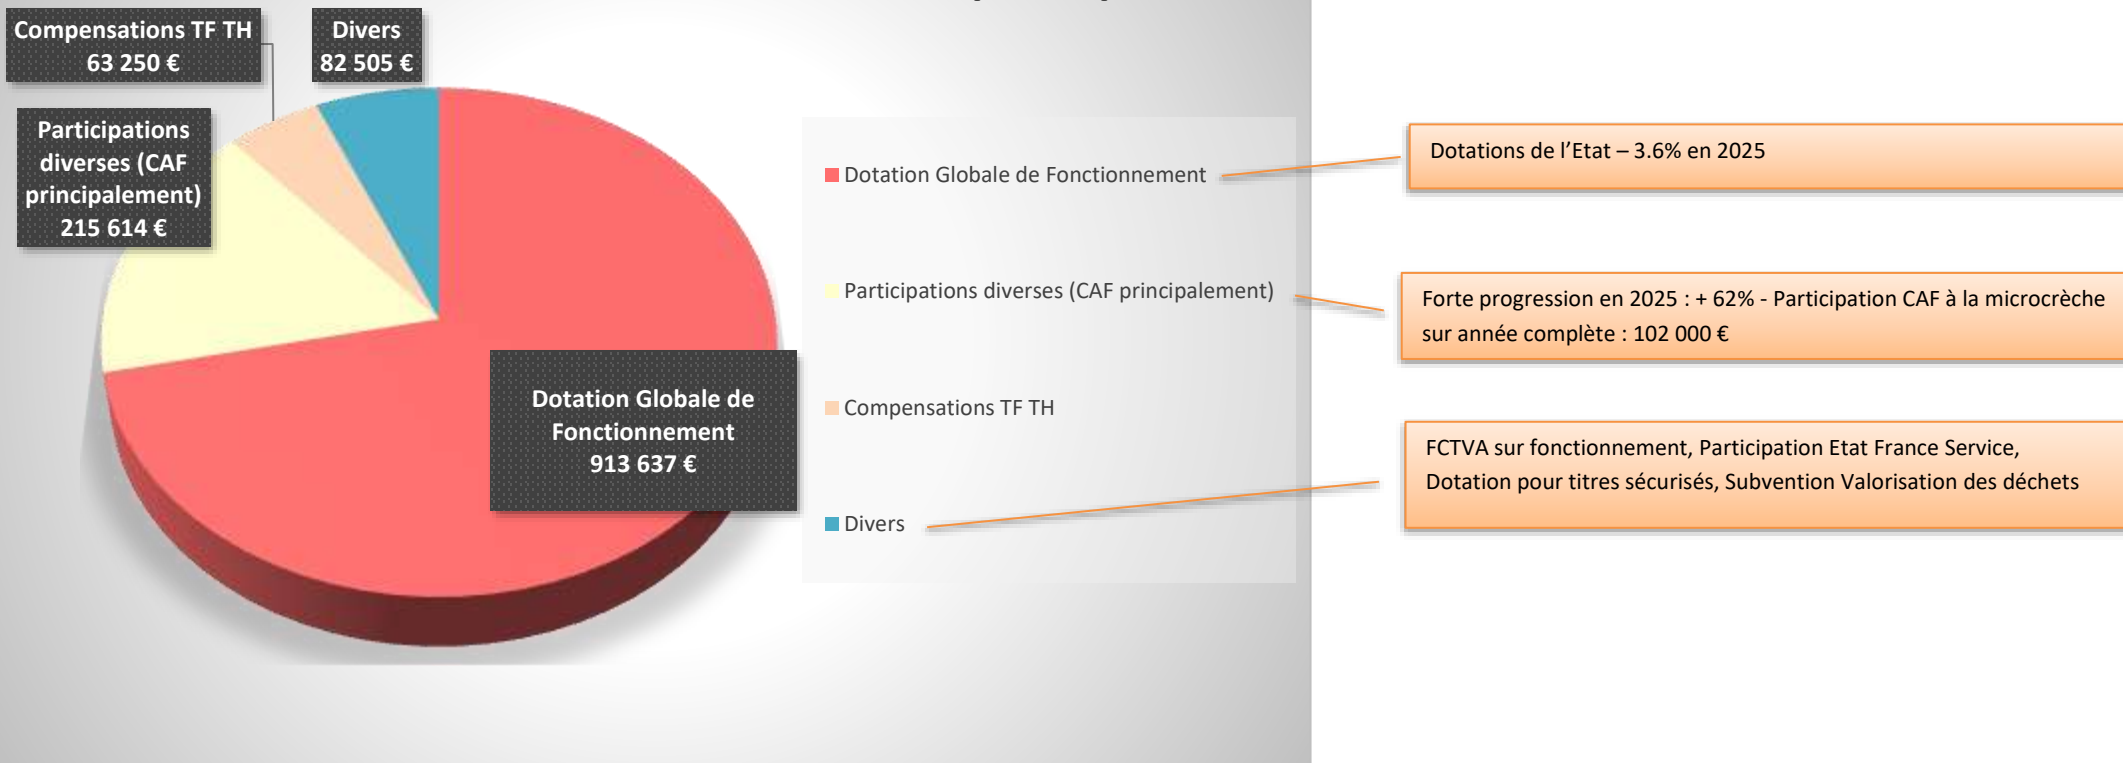 Compensations TF TH
63 250 €
Divers
82 505 €
Participations
diverses (CAF
principalement)
215 614 €
Dotation Globale de
Fonctionnement
913 637 €
Dotation Globale de Fonctionnement
Participations diverses (CAF principalement)
Compensations TF TH
Divers
Dotations de l’Etat – 3.6% en 2025
Forte progression en 2025 : + 62% - Participation CAF à la microcrèche
sur année complète : 102 000 €
FCTVA sur fonctionnement, Participation Etat France Service,
Dotation pour titres sécurisés, Subvention Valorisation des déchets